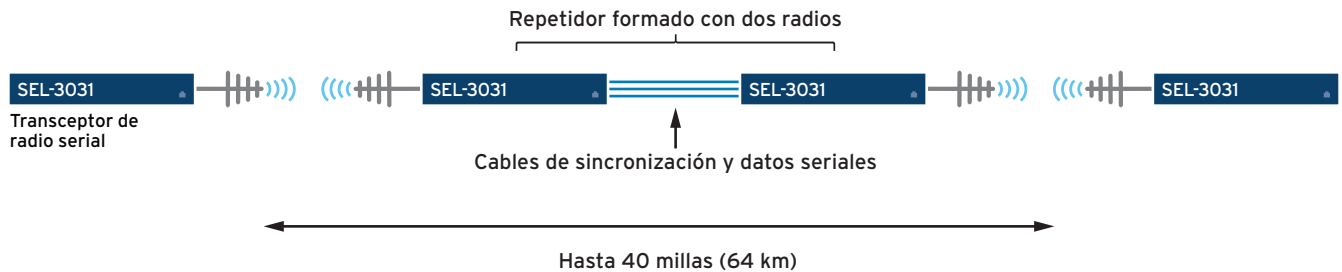 Repetidor formado con dos radios
SEL-3031
SEL-3031
SEL-3031
SEL-3031
Transceptor de
radio serial
Cables de sincronización y datos seriales
Hasta 40 millas (64 km)